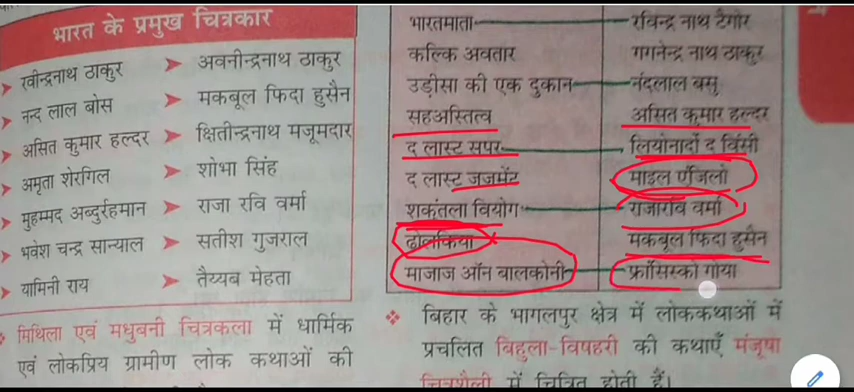 भारत के प्रमुख चित्रकार
रवीन्द्रनाथ ठाकुर
अवनीन्द्रनाथ ठाकुर
नन्द लाल बोस
मकबूल फिदा हुसैन
असित कुमार हल्दर
क्षितीन्द्रनाथ मजूमदार
अमृता शेरगिल
शोभा सिंह
मुहम्मद अब्दुर्रहमान
राजा रवि वर्मा
भवेश चन्द्र सान्याल
सतीश गुजराल
यामिनी राय
तैय्यब मेहता
मिथिला एवं मधुबनी चित्रकला में धार्मिक
एवं लोकप्रिय ग्रामीण लोक कथाओं की
भारतमाता
रविन्द्र नाथ टैगोर
कल्कि अवतार
गगनेन्द्र नाथ ठाकुर
उड़ीसा की एक दुकान
नंदलाल बसु
सहअस्तित्व
असित कुमार हल्दर
द लास्ट सपर
लियोनार्दो द विंसी
द लास्ट जजमेंट
माइल एंजिलो
शकुंतला वियोग
राजारवि वर्मा
ढोलकिया
मकबूल फिदा हुसैन
माजाज ऑन बालकोनी
फ्रांसिस्को गोया
बिहार के भागलपुर क्षेत्र में लोककथाओं में
प्रचलित बिहुला-विषहरी की कथाएँ मंजूषा
चित्रशैली में चित्रित होती हैं।